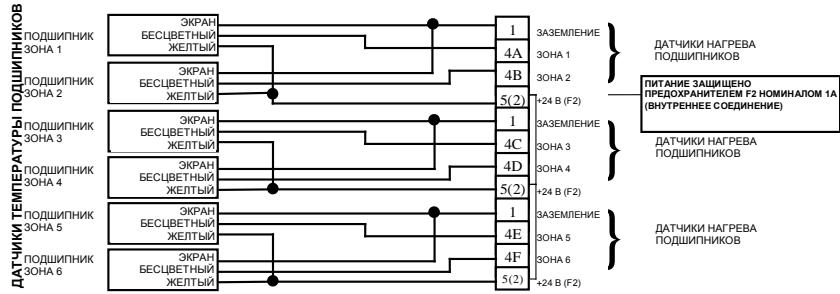 ДАТЧИКИ ТЕМПЕРАТУРЫ ПОДШИПНИКОВ
ПОДШИПНИК
ЗОНА 1
ЭКРАН
БЕСЦВЕТНЫЙ
ЖЕЛТЫЙ
ПОДШИПНИК
ЗОНА 2
ЭКРАН
БЕСЦВЕТНЫЙ
ЖЕЛТЫЙ
ПОДШИПНИК
ЗОНА 3
ЭКРАН
БЕСЦВЕТНЫЙ
ЖЕЛТЫЙ
ПОДШИПНИК
ЗОНА 4
ЭКРАН
БЕСЦВЕТНЫЙ
ЖЕЛТЫЙ
ПОДШИПНИК
ЗОНА 5
ЭКРАН
БЕСЦВЕТНЫЙ
ЖЕЛТЫЙ
ПОДШИПНИК
ЗОНА 6
ЭКРАН
БЕСЦВЕТНЫЙ
ЖЕЛТЫЙ
1 ЗАЗЕМЛЕНИЕ
4A ЗОНА 1
4B ЗОНА 2
5(2) +24 В (F2)
1 ЗАЗЕМЛЕНИЕ
4C ЗОНА 3
4D ЗОНА 4
5(2) +24 В (F2)
1 ЗАЗЕМЛЕНИЕ
4E ЗОНА 5
4F ЗОНА 6
5(2) +24 В (F2)
ДАТЧИКИ НАГРЕВА
ПОДШИПНИКОВ
ПИТАНИЕ ЗАЩИЩЕНО
ПРЕДОХРАНИТЕЛЕМ F2 НОМИНАЛОМ 1А
(ВНУТРЕННЕЕ СОЕДИНЕНИЕ)
ДАТЧИКИ НАГРЕВА
ПОДШИПНИКОВ
ДАТЧИКИ НАГРЕВА
ПОДШИПНИКОВ